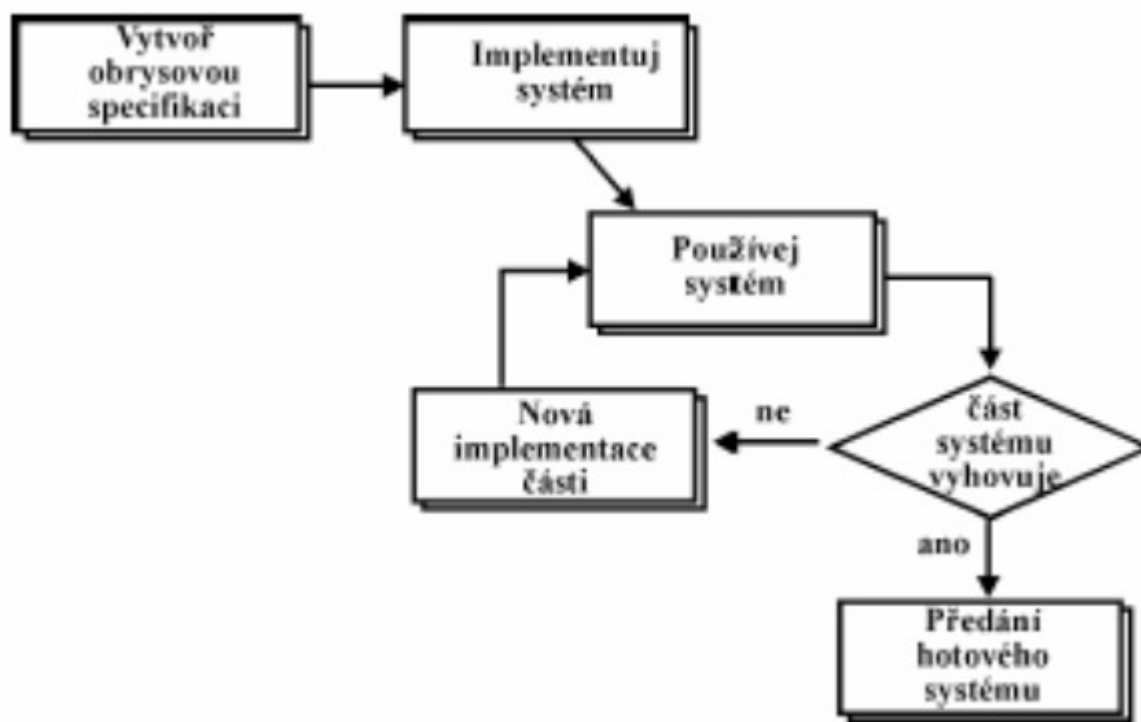 Vytvoř
obrysovou
specifikaci
Implementuj
systém
Používej
systém
část
systému
vyhovuje
ne
Nová
implementace
části
ano
Předání
hotového
systému